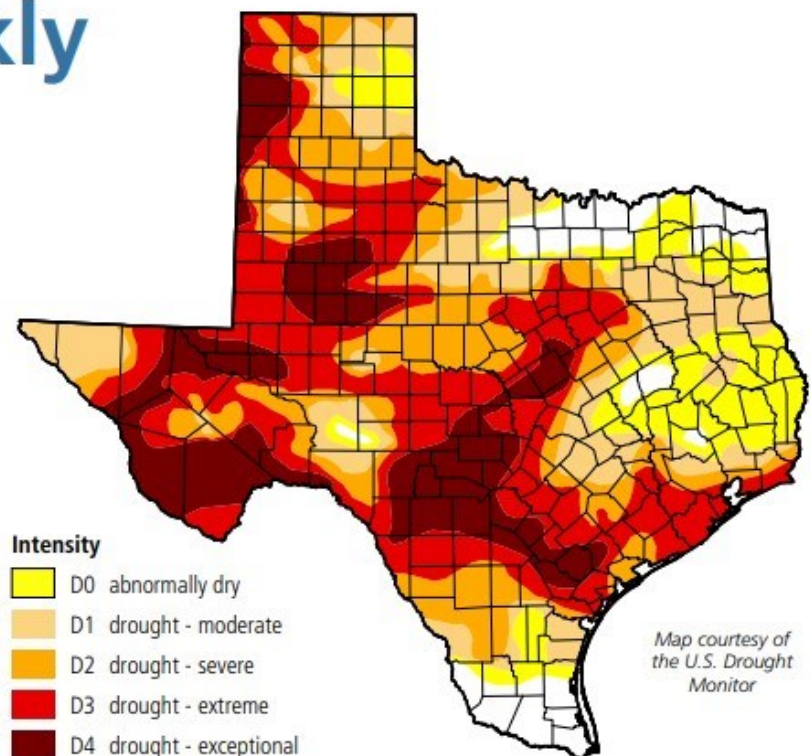 kly
Intensity
D0 abnormally dry
D1 drought - moderate
D2 drought - severe
D3 drought - extreme
D4 drought - exceptional
Map courtesy of
the U.S. Drought
Monitor